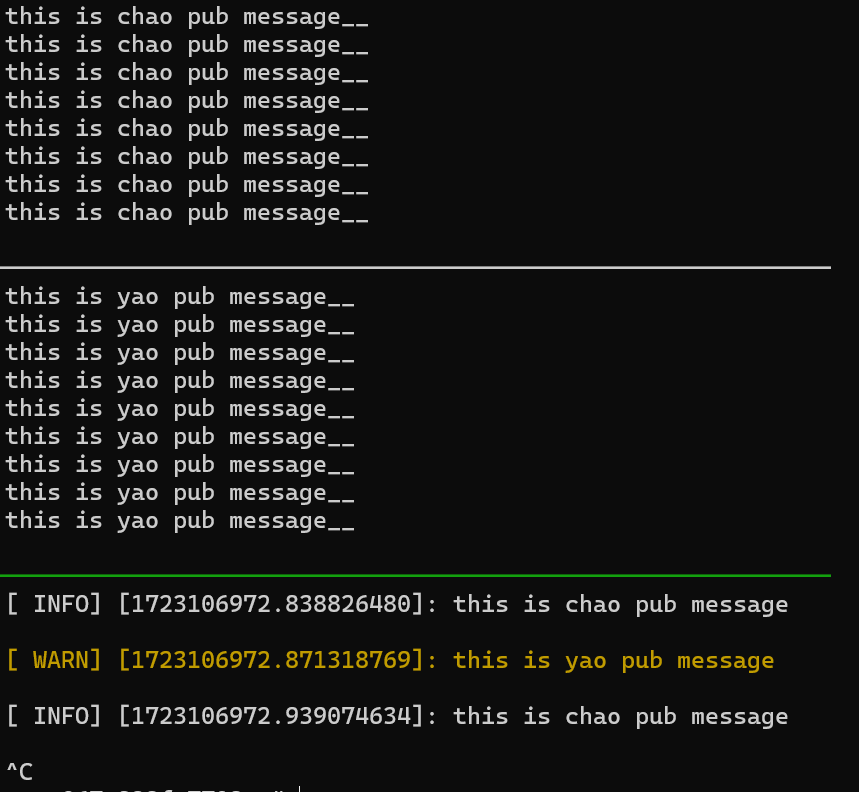 this is chao pub message__
this is chao pub message__
this is chao pub message__
this is chao pub message__
this is chao pub message__
this is chao pub message__
this is chao pub message__
this is chao pub message__
this is yao pub message__
this is yao pub message__
this is yao pub message__
this is yao pub message__
this is yao pub message__
this is yao pub message__
this is yao pub message__
this is yao pub message__
this is yao pub message__
[ INFO] [1723106972.838826480]: this is chao pub message
[ WARN] [1723106972.871318769]: this is yao pub message
[ INFO] [1723106972.939074634]: this is chao pub message
^C